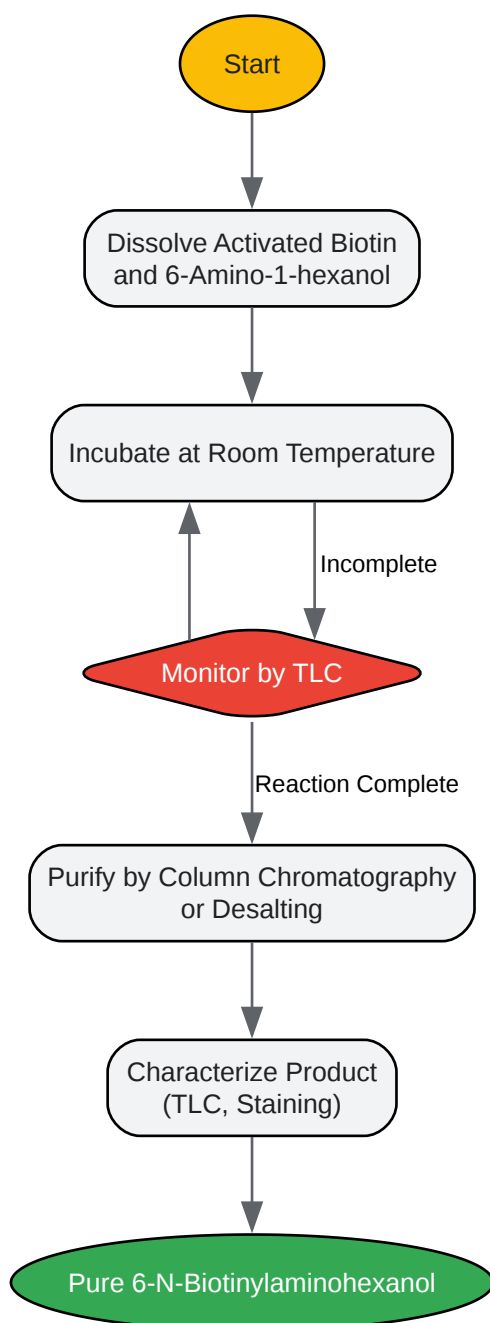 Start
Dissolve Activated Biotin
and 6-Amino-1-hexanol
Incubate at Room Temperature
Incomplete
Monitor by TLC
Reaction Complete
Purify by Column Chromatography
or Desalting
Characterize Product
(TLC, Staining)
Pure 6-N-Biotinylaminohexanol